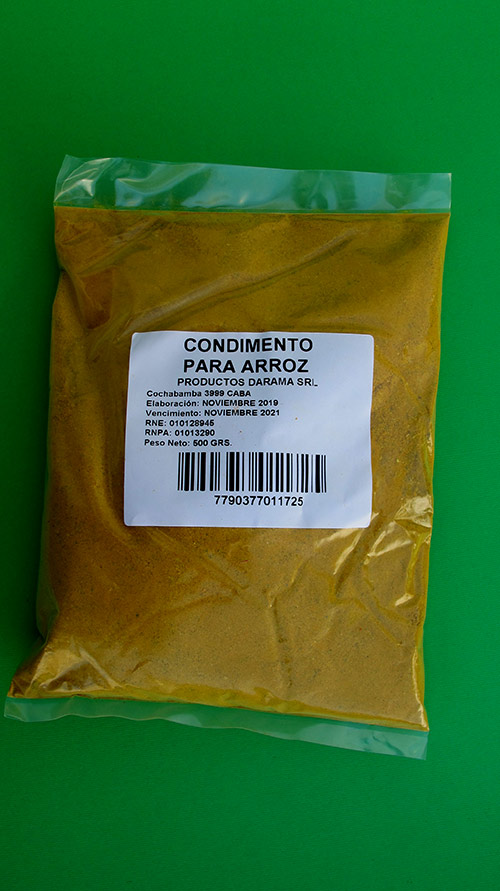 CONDIMENTO
PARA ARROZ
PRODUCTOS DARAMA SRL
Cochabamba 3999 CABA
Elaboración: NOVIEMBRE 2019
Vencimiento: NOVIEMBRE 2021
RNE: 010128945
RNPA: 01013290
Peso Neto: 500 GRS.
7790377011725